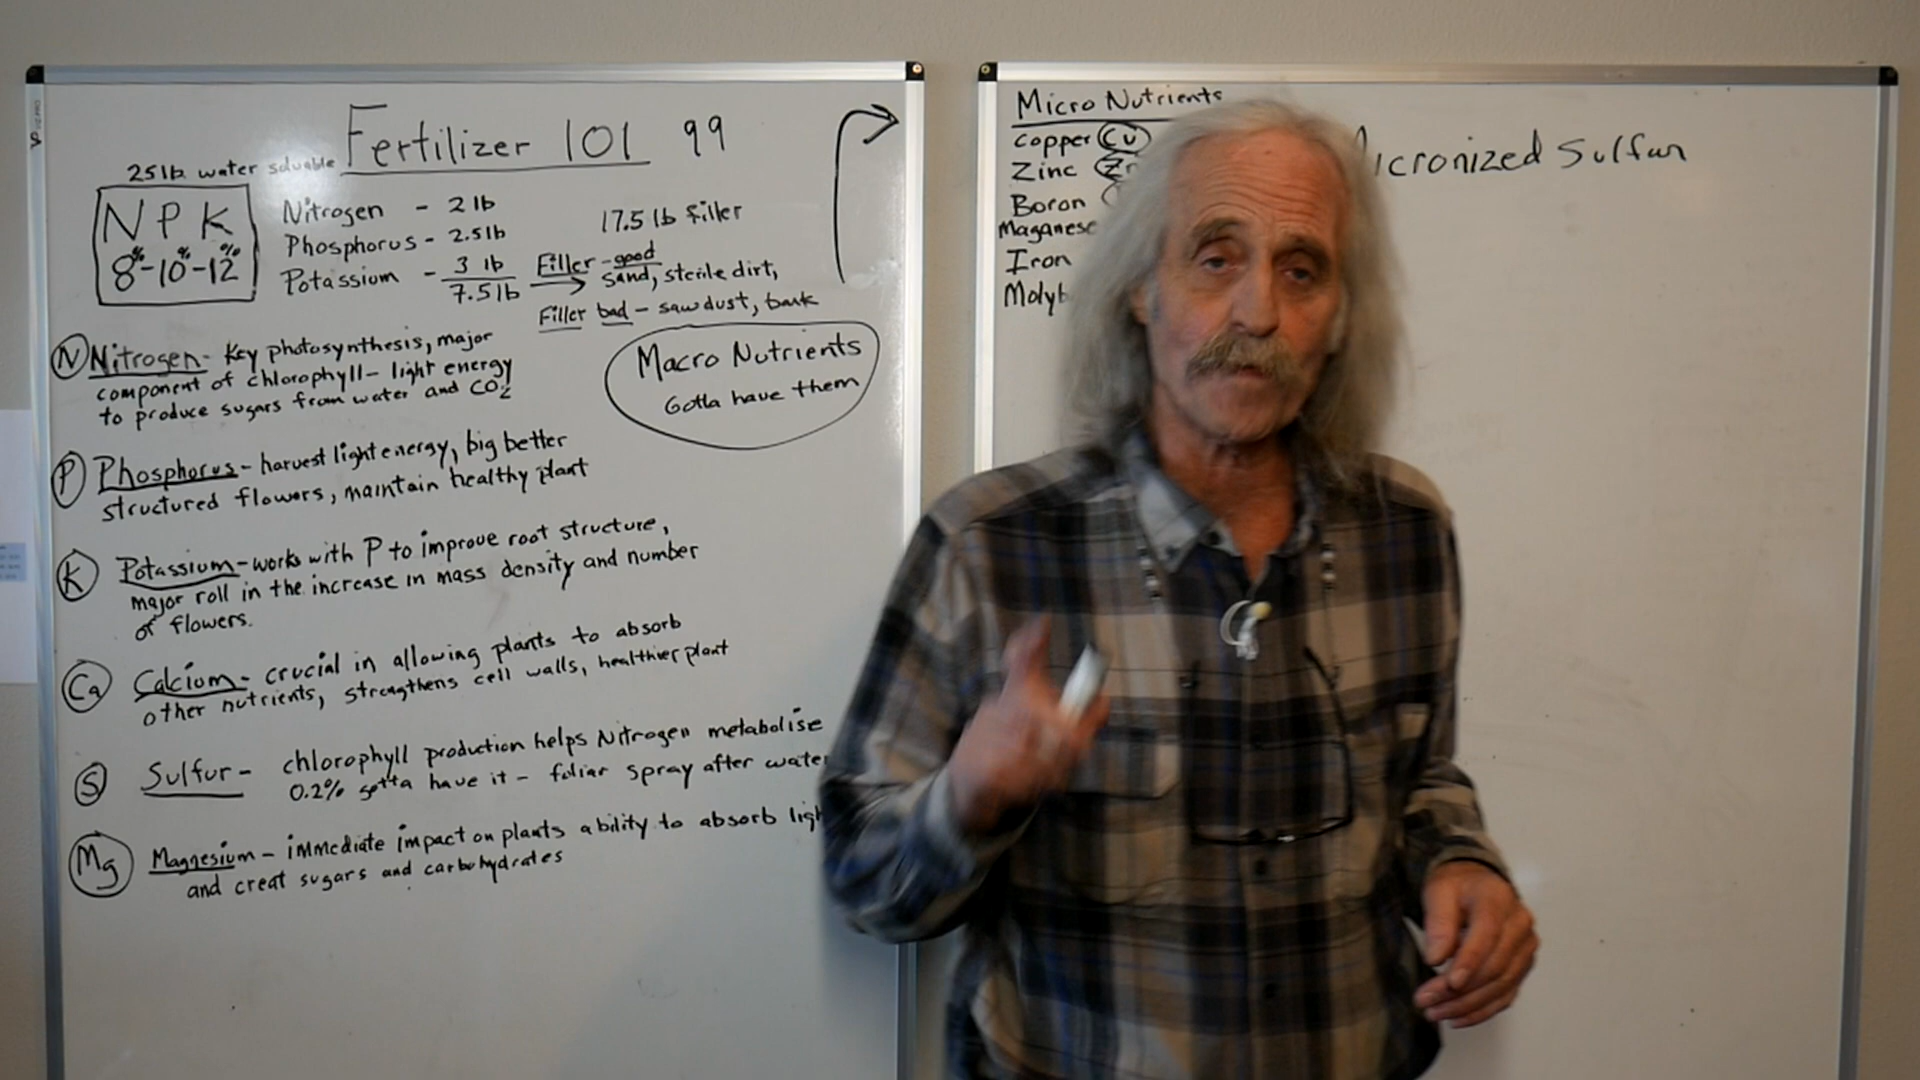 Fertilizer 101 99
25lb water soluable
N P K
8%-10%-12%
Nitrogen - 2 lb
Phosphorus - 2.5lb
Potassium - 3 lb
7.5lb
17.5 lb filler
Filler - good
sand, sterile dirt,
Filler bad - sawdust, bark
Macro Nutrients
Gotta have them
N Nitrogen - Key photosynthesis, major
component of chlorophyll - light energy
to produce sugars from water and CO2
P Phosphorus - harvest light energy, big better
structured flowers, maintain healthy plant
K Potassium - works with P to improve root structure,
major roll in the increase in mass density and number
of flowers.
Ca Calcium - crucial in allowing plants to absorb
other nutrients, strengthens cell walls, healthier plant
S Sulfur - chlorophyll production helps Nitrogen metabolise
0.2% gotta have it - foliar spray after water
Mg Magnesium - immediate impact on plants ability to absorb ligh
and creat sugars and carbohydrates
Micro Nutrients
Copper Cu
Zinc Zn
Boron
Maganese
Iron
Molyb
icronized Sulfur